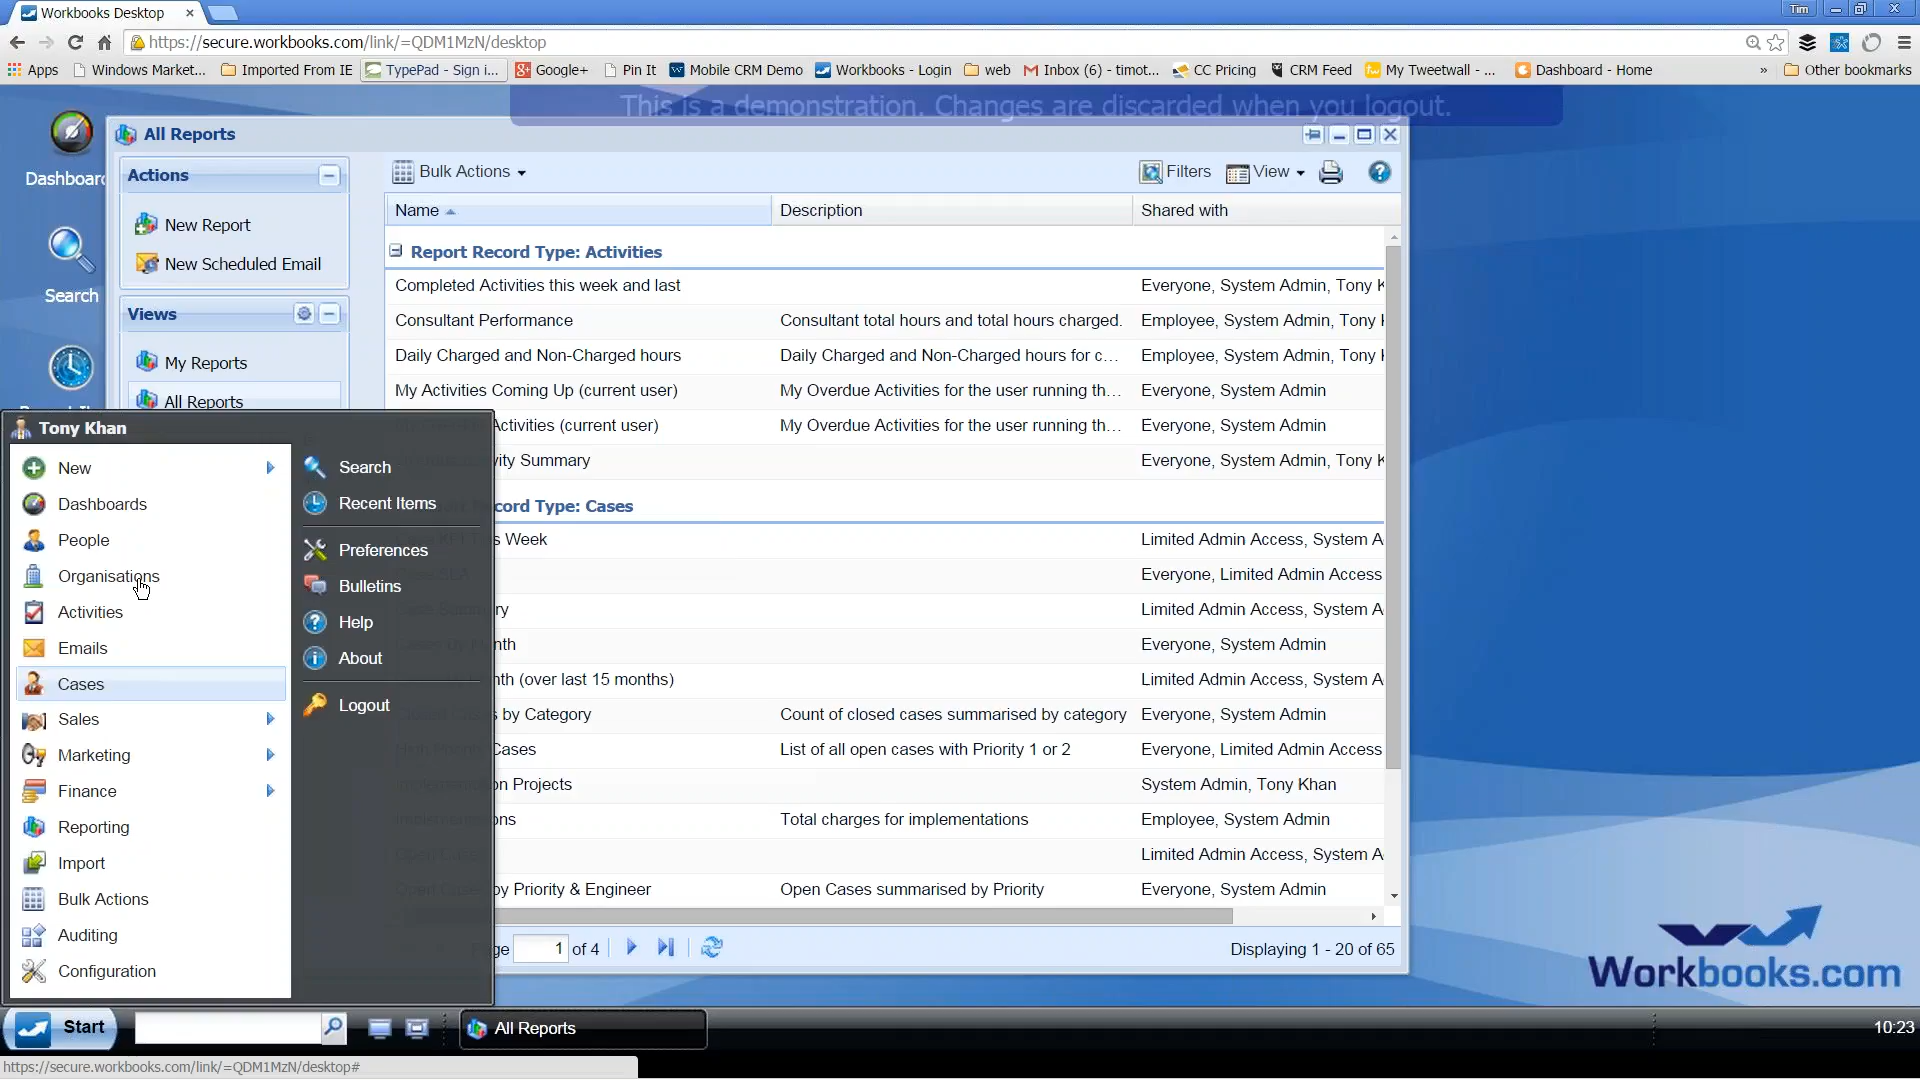 Workbooks Desktop
Tim
https://secure.workbooks.com/link/=QDM1MzN/desktop
Apps Windows Market... Imported From IE TypePad - Sign i... Google+ Pin It Mobile CRM Demo Workbooks - Login web Inbox (6) - timot... CC Pricing CRM Feed My Tweetwall - ... Dashboard - Home » Other bookmarks
This is a demonstration. Changes are discarded when you logout.
Dashboard
Search
All Reports
Actions
New Report
New Scheduled Email
Views
My Reports
All Reports
Bulk Actions Filters View
Name Description Shared with
Report Record Type: Activities
Completed Activities this week and last Everyone, System Admin, Tony K
Consultant Performance Consultant total hours and total hours charged. Employee, System Admin, Tony
Daily Charged and Non-Charged hours Daily Charged and Non-Charged hours for c... Employee, System Admin, Tony
My Activities Coming Up (current user) My Overdue Activities for the user running th... Everyone, System Admin
Activities (current user) My Overdue Activities for the user running th... Everyone, System Admin
Summary Everyone, System Admin, Tony K
Record Type: Cases
Week Limited Admin Access, System A
Everyone, Limited Admin Access
Limited Admin Access, System A
Everyone, System Admin
(over last 15 months) Limited Admin Access, System A
by Category Count of closed cases summarised by category Everyone, System Admin
Cases List of all open cases with Priority 1 or 2 Everyone, Limited Admin Access
Projects System Admin, Tony Khan
Total charges for implementations Employee, System Admin
Limited Admin Access, System A
by Priority & Engineer Open Cases summarised by Priority Everyone, System Admin
Page 1 of 4 Displaying 1 - 20 of 65
Tony Khan
New
Dashboards
People
Organisations
Activities
Emails
Cases
Sales
Marketing
Finance
Reporting
Import
Bulk Actions
Auditing
Configuration
Search
Recent Items
Preferences
Bulletins
Help
About
Logout
Workbooks.com
Start All Reports 10:23
https://secure.workbooks.com/link/=QDM1MzN/desktop#